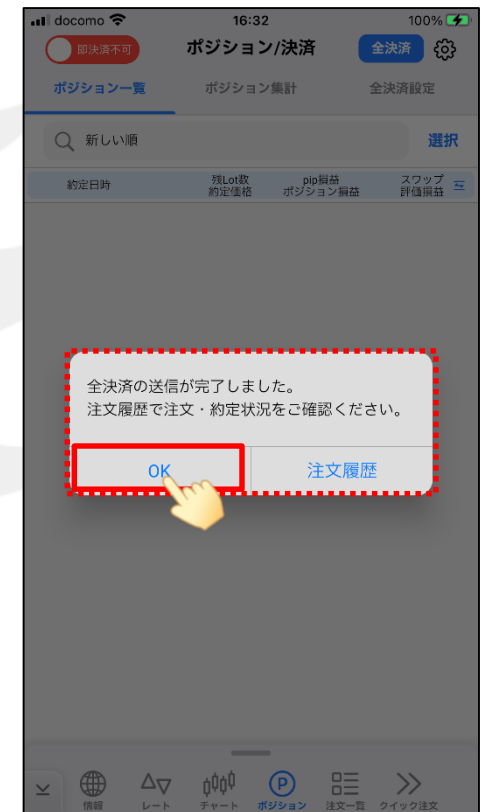 docomo 16:32 100%
即決済不可 ポジション/決済 全決済
ポジション一覧 ポジション集計 全決済設定
新しい順 選択
約定日時 残Lot数 pip損益 スワップ
約定価格 ポジション損益 評価損益
全決済の送信が完了しました。
注文履歴で注文・約定状況をご確認ください。
OK 注文履歴
P
情報 レート チャート ポジション 注文一覧 クイック注文